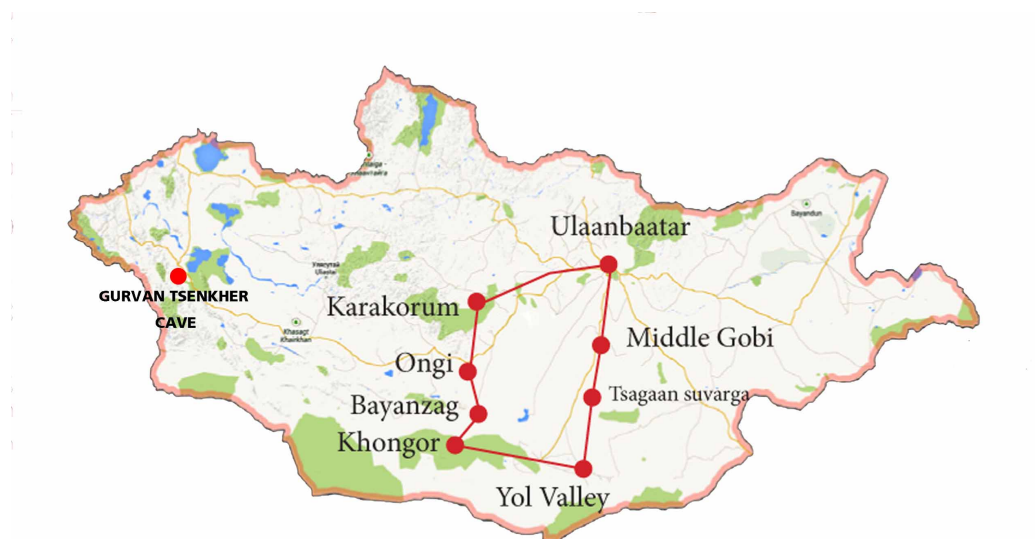 Bayandun
Ulaanbaatar
GURVAN TSENKHER
CAVE
Karakorum
Khasagt
Khairkhan
Middle Gobi
Ongi
Tsagaan suvarga
Bayanzag
Khongor
Yol Valley